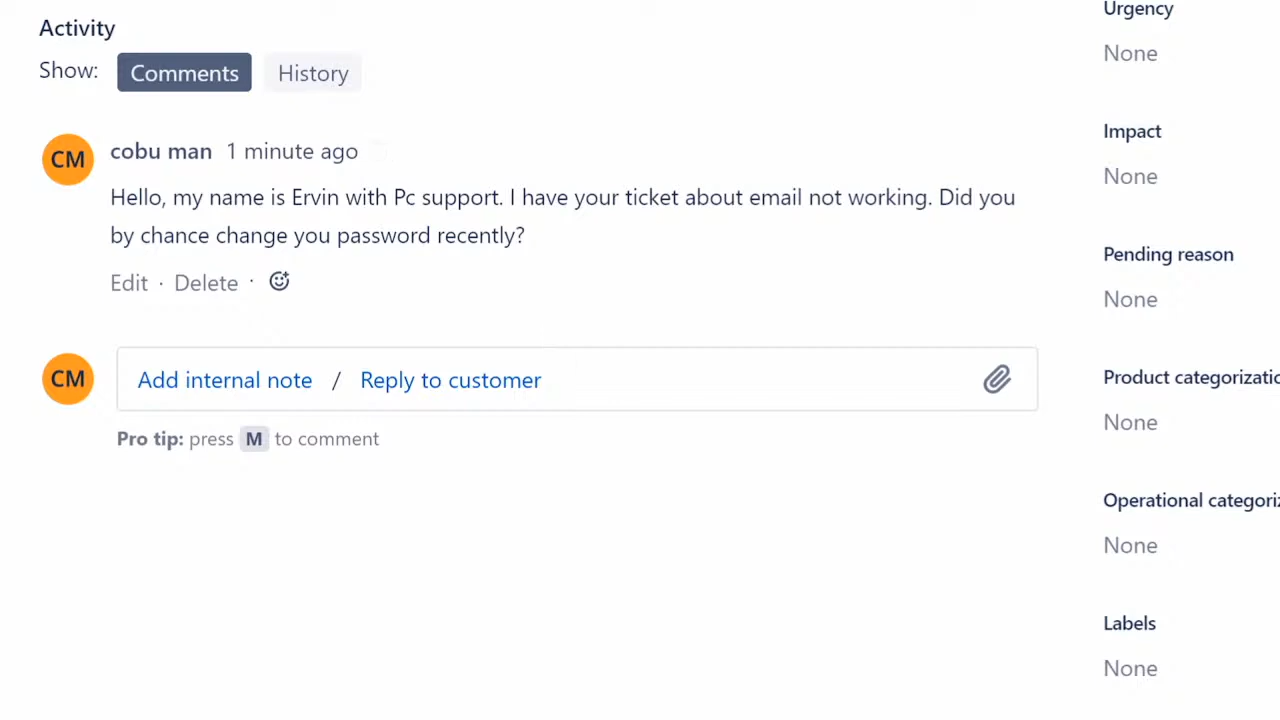 Activity
Show: Comments History
CM cobu man 1 minute ago
Hello, my name is Ervin with Pc support. I have your ticket about email not working. Did you
by chance change you password recently?
Edit · Delete ·
CM Add internal note / Reply to customer
Pro tip: press M to comment
Urgency
None
Impact
None
Pending reason
None
Product categorizatio
None
Operational categoriz
None
Labels
None